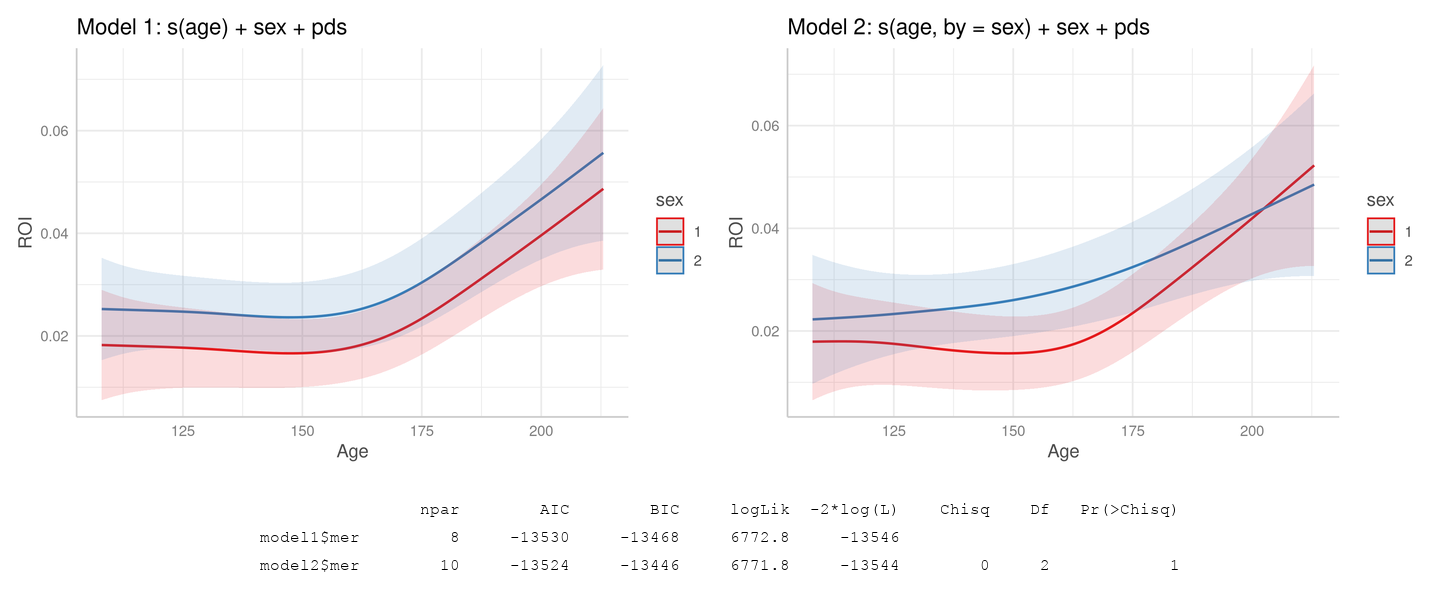 Model 1: s(age) + sex + pds
0.06
0.04
0.02
ROI
125 150 175 200
Age
sex
1
2
Model 2: s(age, by = sex) + sex + pds
0.06
0.04
0.02
ROI
125 150 175 200
Age
sex
1
2
npar AIC BIC logLik -2*log(L) Chisq Df Pr(>Chisq)
model1$mer 8 -13530 -13468 6772.8 -13546
model2$mer 10 -13524 -13446 6771.8 -13544 0 2 1